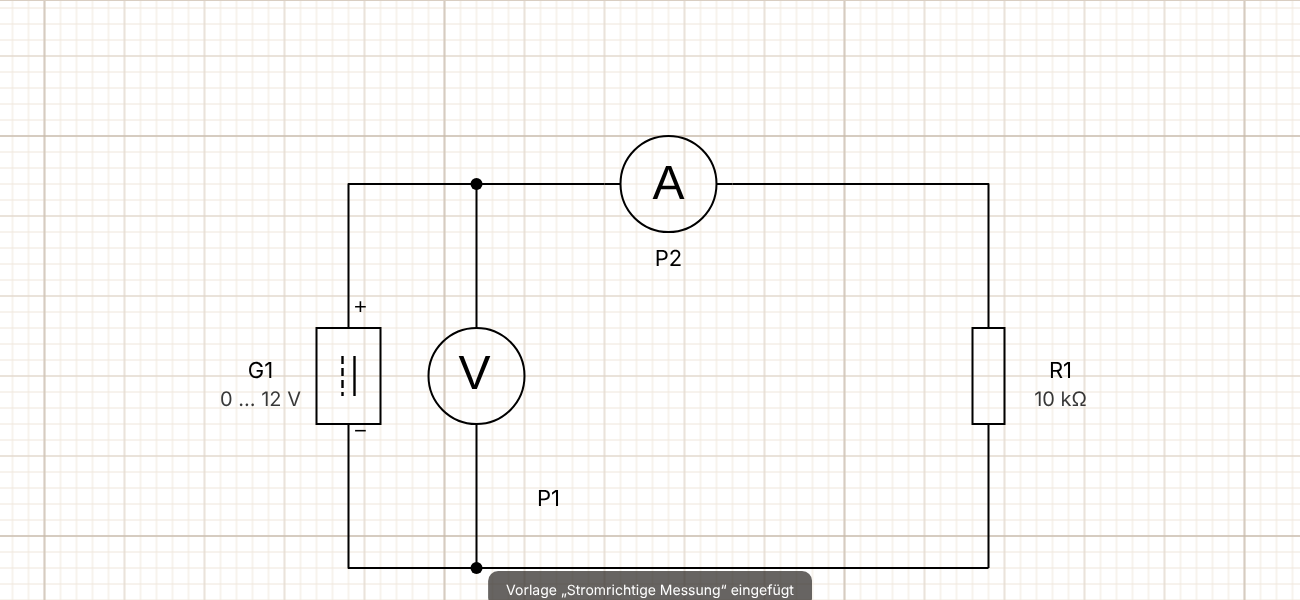 A
P2
+
G1
0 ... 12 V
V
R1
10 kΩ
−
P1
Vorlage „Stromrichtige Messung“ eingefügt